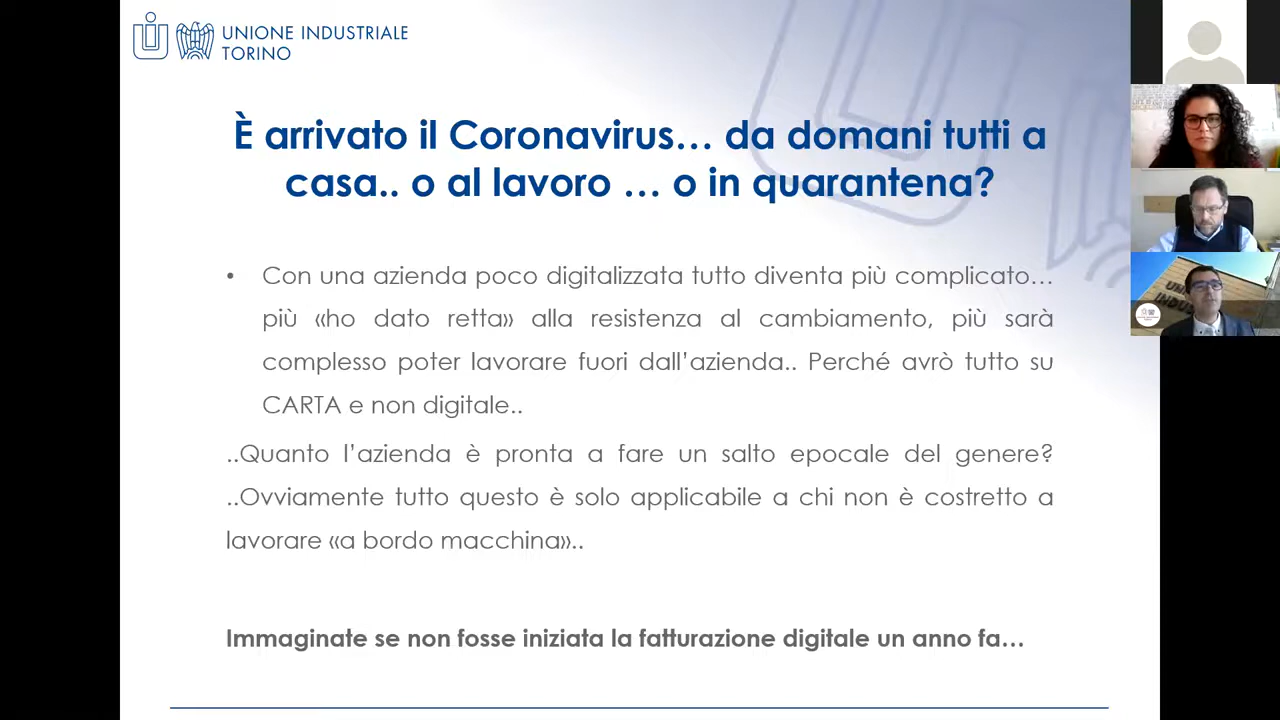 UNIONE INDUSTRIALE
TORINO
È arrivato il Coronavirus… da domani tutti a
casa.. o al lavoro … o in quarantena?
• Con una azienda poco digitalizzata tutto diventa più complicato…
più «ho dato retta» alla resistenza al cambiamento, più sarà
complesso poter lavorare fuori dall’azienda.. Perché avrò tutto su
CARTA e non digitale..
..Quanto l’azienda è pronta a fare un salto epocale del genere?
..Ovviamente tutto questo è solo applicabile a chi non è costretto a
lavorare «a bordo macchina»..
Immaginate se non fosse iniziata la fatturazione digitale un anno fa…